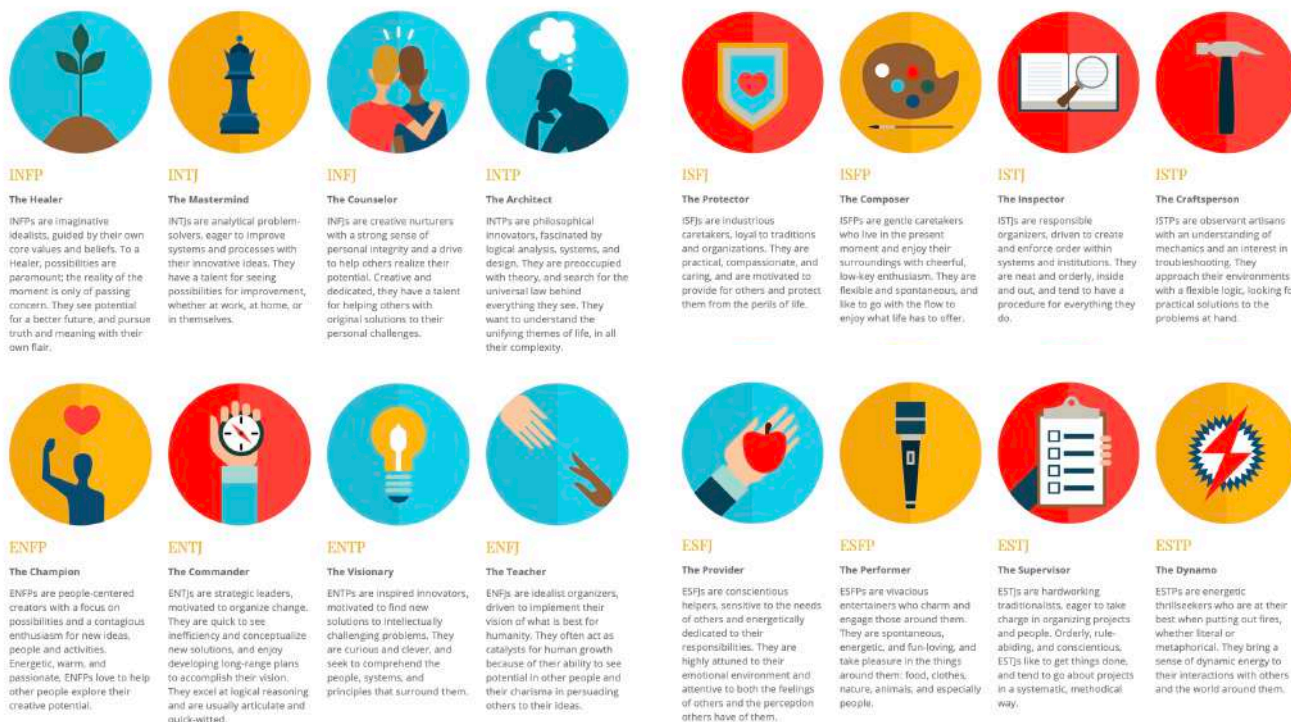 INFP
The Healer
INFPs are imaginative
idealists, guided by their own
core values and beliefs. To a
Healer, possibilities are
paramount; the reality of the
moment is only of passing
concern. They see potential
for a better future, and pursue
truth and meaning with their
own flair.
INTJ
The Mastermind
INTJs are analytical problem-
solvers, eager to improve
systems and processes with
their innovative ideas. They
have a talent for seeing
possibilities for improvement,
whether at work, at home, or
in themselves.
INFJ
The Counselor
INFJs are creative nurturers
with a strong sense of
personal integrity and a drive
to help others realize their
potential. Creative and
dedicated, they have a talent
for helping others with
original solutions to their
personal challenges.
INTP
The Architect
INTPs are philosophical
innovators, fascinated by
logical analysis, systems, and
design. They are preoccupied
with theory, and search for the
universal law behind
everything they see. They
want to understand the
unifying themes of life, in all
their complexity.
ISFJ
The Protector
ISFJs are industrious
caretakers, loyal to traditions
and organizations. They are
practical, compassionate, and
caring, and are motivated to
provide for others and protect
them from the perils of life.
ISFP
The Composer
ISFPs are gentle caretakers
who live in the present
moment and enjoy their
surroundings with cheerful,
low-key enthusiasm. They are
flexible and spontaneous, and
like to go with the flow to
enjoy what life has to offer.
ISTJ
The Inspector
ISTJs are responsible
organizers, driven to create
and enforce order within
systems and institutions. They
are neat and orderly, inside
and out, and tend to have a
procedure for everything they
do.
ISTP
The Craftsperson
ISTPs are observant artisans
with an understanding of
mechanics and an interest in
troubleshooting. They
approach their environments
with a flexible logic, looking fo
practical solutions to the
problems at hand.
ENFP
The Champion
ENFPs are people-centered
creators with a focus on
possibilities and a contagious
enthusiasm for new ideas,
people and activities.
Energetic, warm, and
passionate, ENFPs love to help
other people explore their
creative potential.
ENTJ
The Commander
ENTJs are strategic leaders,
motivated to organize change.
They are quick to see
inefficiency and conceptualize
new solutions, and enjoy
developing long-range plans
to accomplish their vision.
They excel at logical reasoning
and are usually articulate and
quick-witted.
ENTP
The Visionary
ENTPs are inspired innovators,
motivated to find new
solutions to intellectually
challenging problems. They
are curious and clever, and
seek to comprehend the
people, systems, and
principles that surround them.
ENFJ
The Teacher
ENFJs are idealist organizers,
driven to implement their
vision of what is best for
humanity. They often act as
catalysts for human growth
because of their ability to see
potential in other people and
their charisma in persuading
others to their ideas.
ESFJ
The Provider
ESFJs are conscientious
helpers, sensitive to the needs
of others and energetically
dedicated to their
responsibilities. They are
highly attuned to their
emotional environment and
attentive to both the feelings
of others and the perception
others have of them.
ESFP
The Performer
ESFPs are vivacious
entertainers who charm and
engage those around them.
They are spontaneous,
energetic, and fun-loving, and
take pleasure in the things
around them: food, clothes,
nature, animals, and especially
people.
ESTJ
The Supervisor
ESTJs are hardworking
traditionalists, eager to take
charge in organizing projects
and people. Orderly, rule-
abiding, and conscientious,
ESTJs like to get things done,
and tend to go about projects
in a systematic, methodical
way.
ESTP
The Dynamo
ESTPs are energetic
thrillseekers who are at their
best when putting out fires,
whether literal or
metaphorical. They bring a
sense of dynamic energy to
their interactions with others
and the world around them.